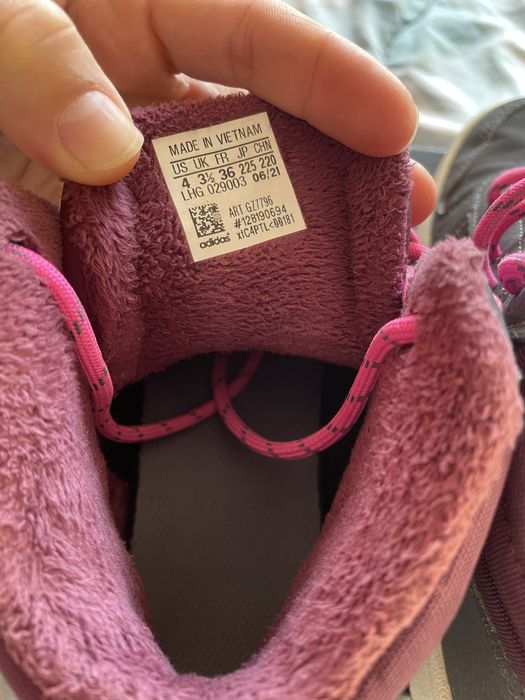 MADE IN VIETNAM
US UK FR JP CHN
4 3½ 36 225 220
LHG 029003 06/21
ART GZ7796
#128190694
xfC4PTL<00181
adidas